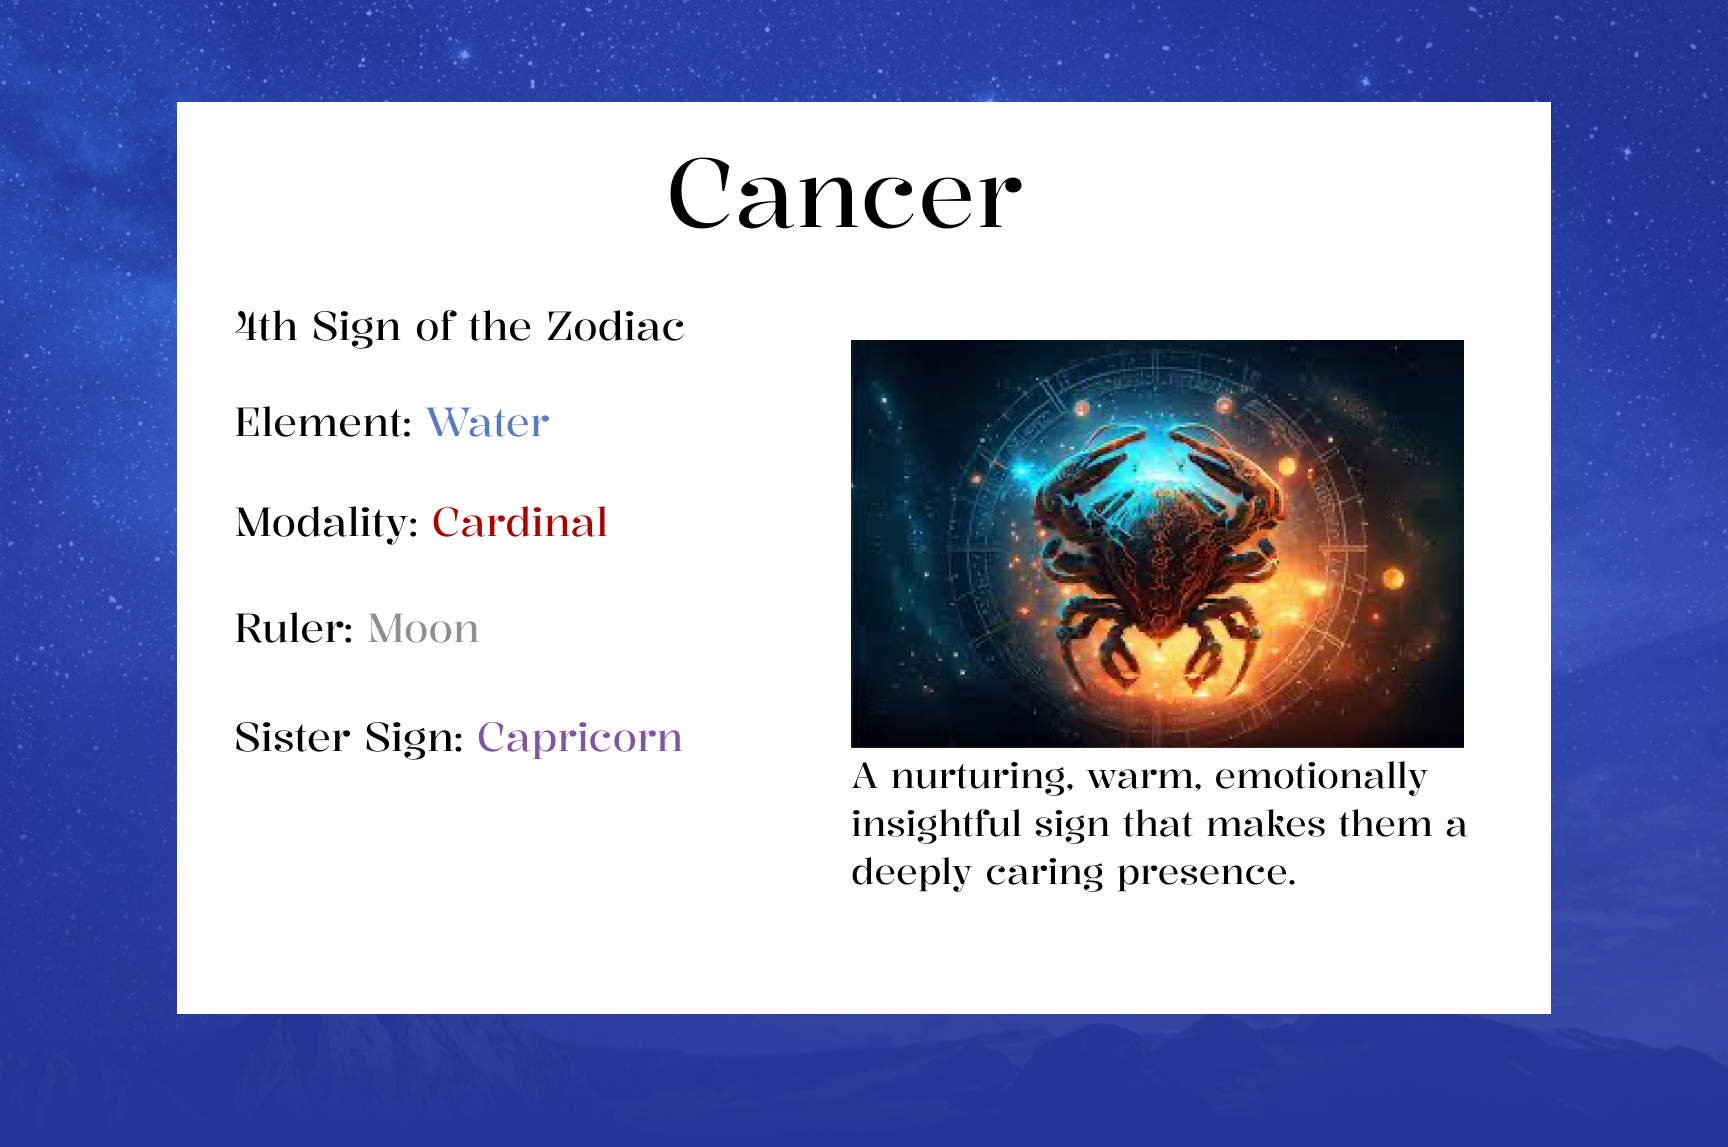 Cancer
4th Sign of the Zodiac
Element: Water
Modality: Cardinal
Ruler: Moon
Sister Sign: Capricorn
A nurturing, warm, emotionally
insightful sign that makes them a
deeply caring presence.